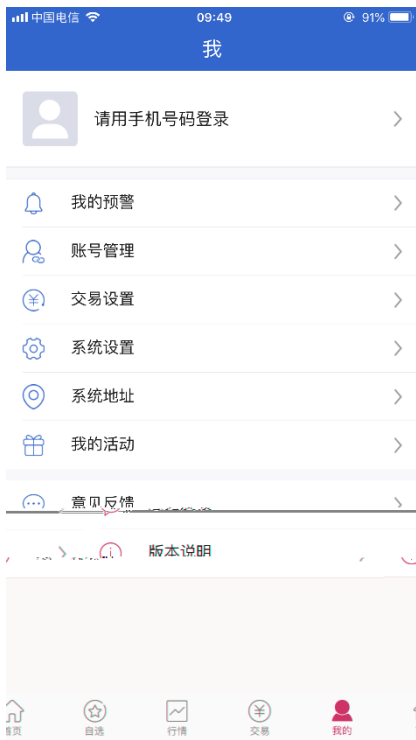 中国电信 09:49 91%
我
请用手机号码登录
我的预警
账号管理
交易设置
系统设置
系统地址
我的活动
意见反馈
版本说明
首页 自选 行情 交易 我的